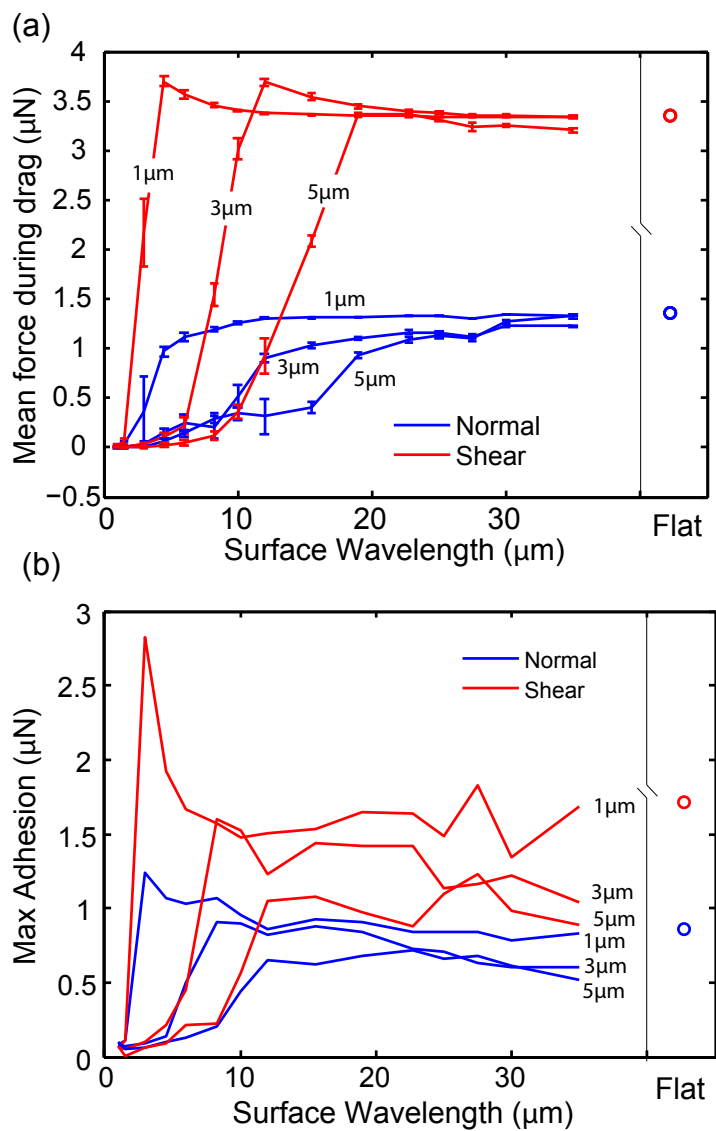 (a)
4
3.5
3
2.5
2
1.5
1
0.5
0
−0.5
Mean force during drag (µN)
1µm
3µm
5µm
1µm
3µm
5µm
Normal
Shear
0
10
20
30
Flat
Surface Wavelength (µm)
(b)
3
2.5
2
1.5
1
0.5
0
Max Adhesion (µN)
Normal
Shear
1µm
3µm
5µm
1µm
3µm
5µm
0
10
20
30
Flat
Surface Wavelength (µm)